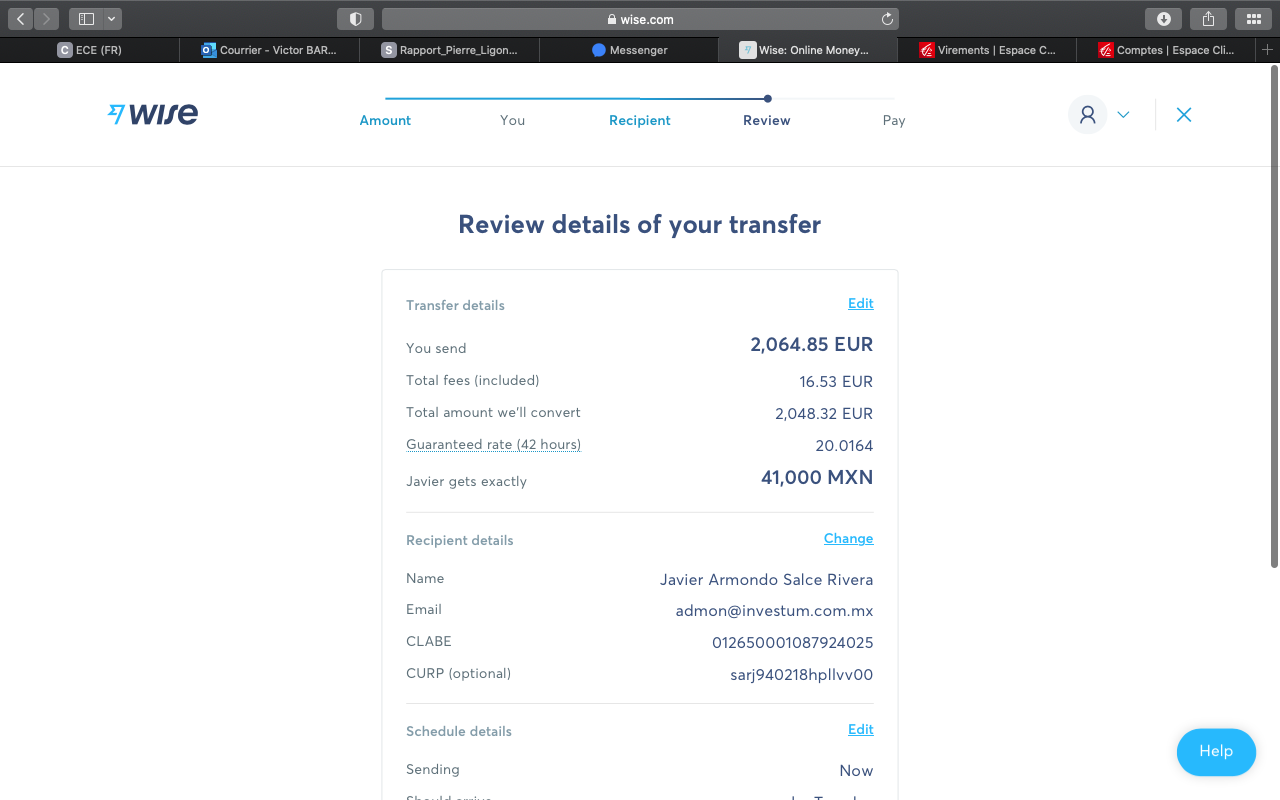 wise.com
ECE (FR)
Courrier – Victor BAR...
Rapport_Pierre_Ligon...
Messenger
Wise: Online Money...
Virements | Espace C...
Comptes | Espace Cli...
WISE
Amount
You
Recipient
Review
Pay
Review details of your transfer
Transfer details Edit
You send 2,064.85 EUR
Total fees (included) 16.53 EUR
Total amount we'll convert 2,048.32 EUR
Guaranteed rate (42 hours) 20.0164
Javier gets exactly 41,000 MXN
Recipient details Change
Name Javier Armondo Salce Rivera
Email admon@investum.com.mx
CLABE 012650001087924025
CURP (optional) sarj940218hpllvv00
Schedule details Edit
Sending Now
Should arrive
Help